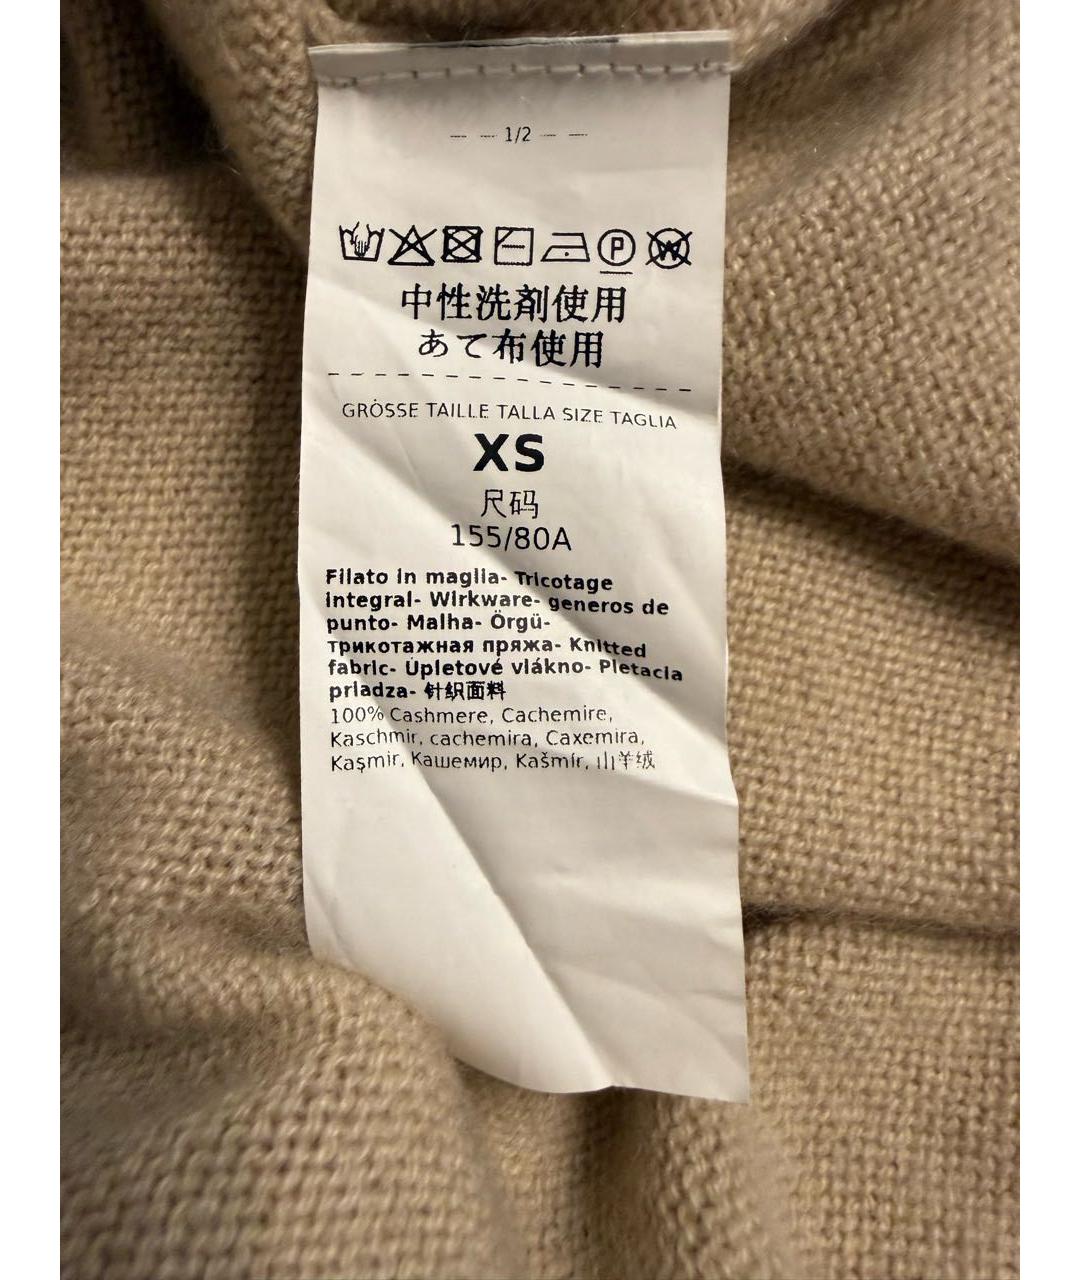 1/2
P W
中性洗剤使用
あて布使用
GRÖSSE TAILLE TALLA SIZE TAGLIA
XS
尺码
155/80A
Filato in maglia- Tricotage
integral- Wirkware- generos de
punto- Malha- Örgü-
трикотажная пряжа- Knitted
fabric- Úpletové vlákno- Pletacia
priadza- 针织面料
100% Cashmere, Cachemire,
Kaschmir, cachemira, Caxemira,
Kaşmir, Кашемир, Kašmír, 山羊绒